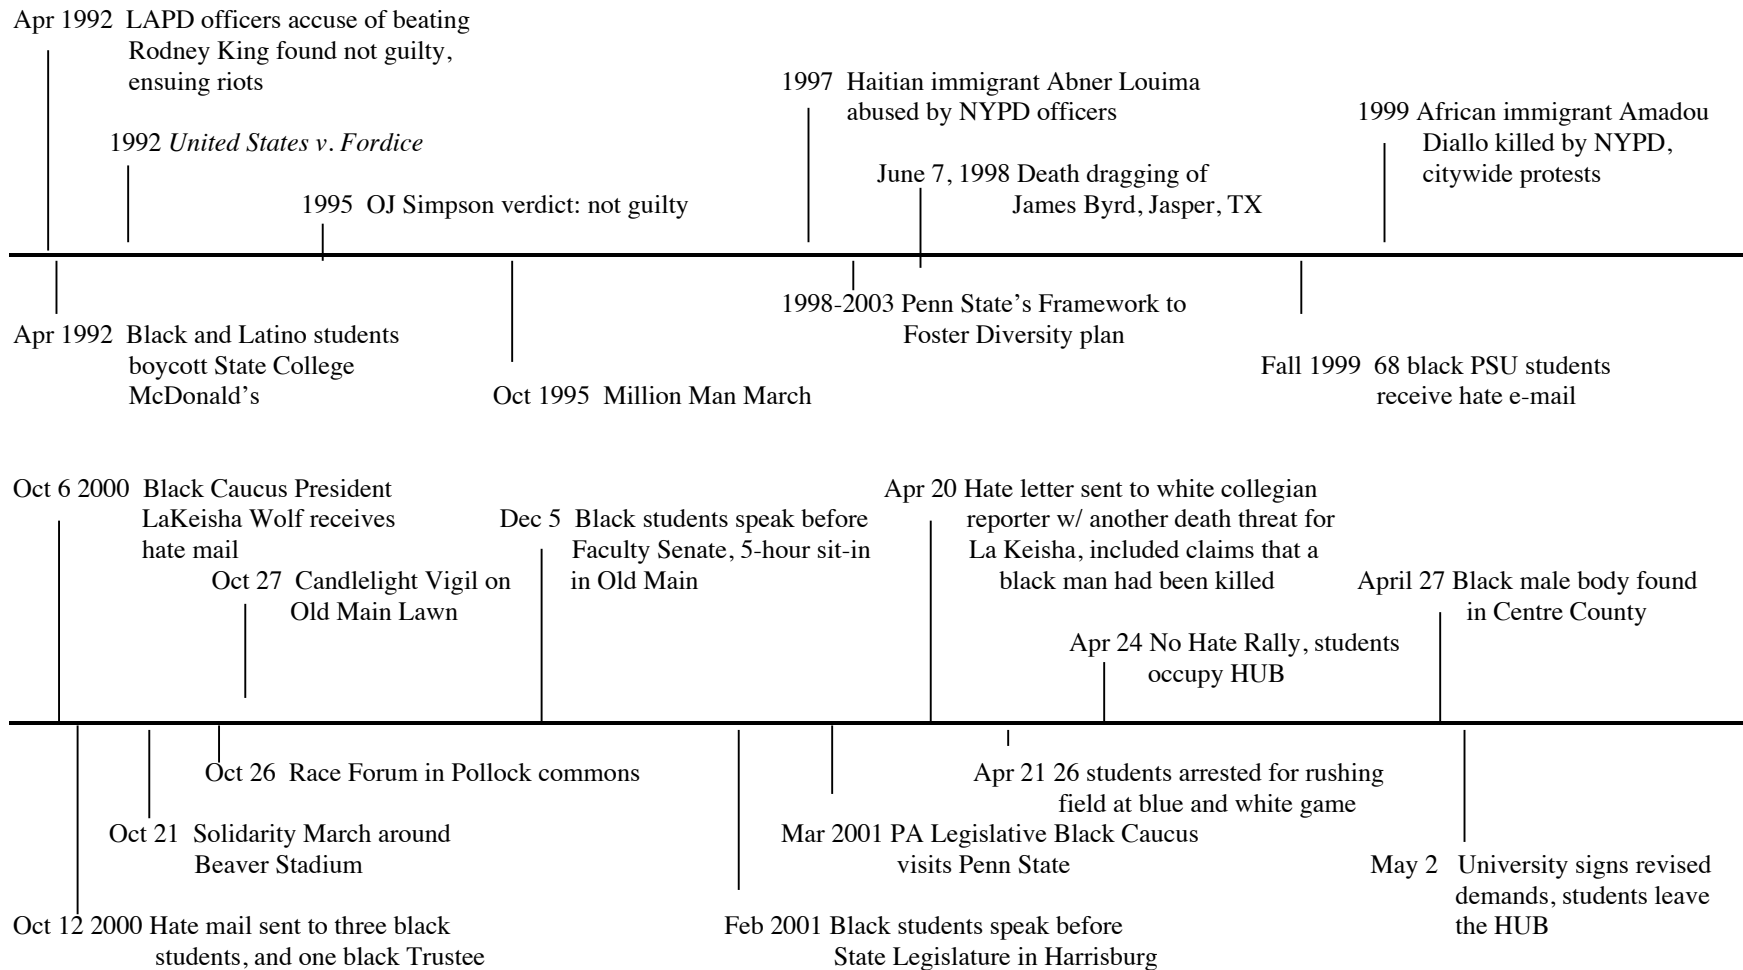 Apr 1992 LAPD officers accuse of beating
Rodney King found not guilty,
ensuing riots
1992 United States v. Fordice
1995 OJ Simpson verdict: not guilty
1997 Haitian immigrant Abner Louima
abused by NYPD officers
June 7, 1998 Death dragging of
James Byrd, Jasper, TX
1999 African immigrant Amadou
Diallo killed by NYPD,
citywide protests
Apr 1992 Black and Latino students
boycott State College
McDonald’s
Oct 1995 Million Man March
1998-2003 Penn State’s Framework to
Foster Diversity plan
Fall 1999 68 black PSU students
receive hate e-mail
Oct 6 2000 Black Caucus President
LaKeisha Wolf receives
hate mail
Oct 27 Candlelight Vigil on
Old Main Lawn
Dec 5 Black students speak before
Faculty Senate, 5-hour sit-in
in Old Main
Apr 20 Hate letter sent to white collegian
reporter w/ another death threat for
La Keisha, included claims that a
black man had been killed
Apr 24 No Hate Rally, students
occupy HUB
April 27 Black male body found
in Centre County
Oct 26 Race Forum in Pollock commons
Oct 21 Solidarity March around
Beaver Stadium
Oct 12 2000 Hate mail sent to three black
students, and one black Trustee
Apr 21 26 students arrested for rushing
field at blue and white game
Mar 2001 PA Legislative Black Caucus
visits Penn State
Feb 2001 Black students speak before
State Legislature in Harrisburg
May 2 University signs revised
demands, students leave
the HUB